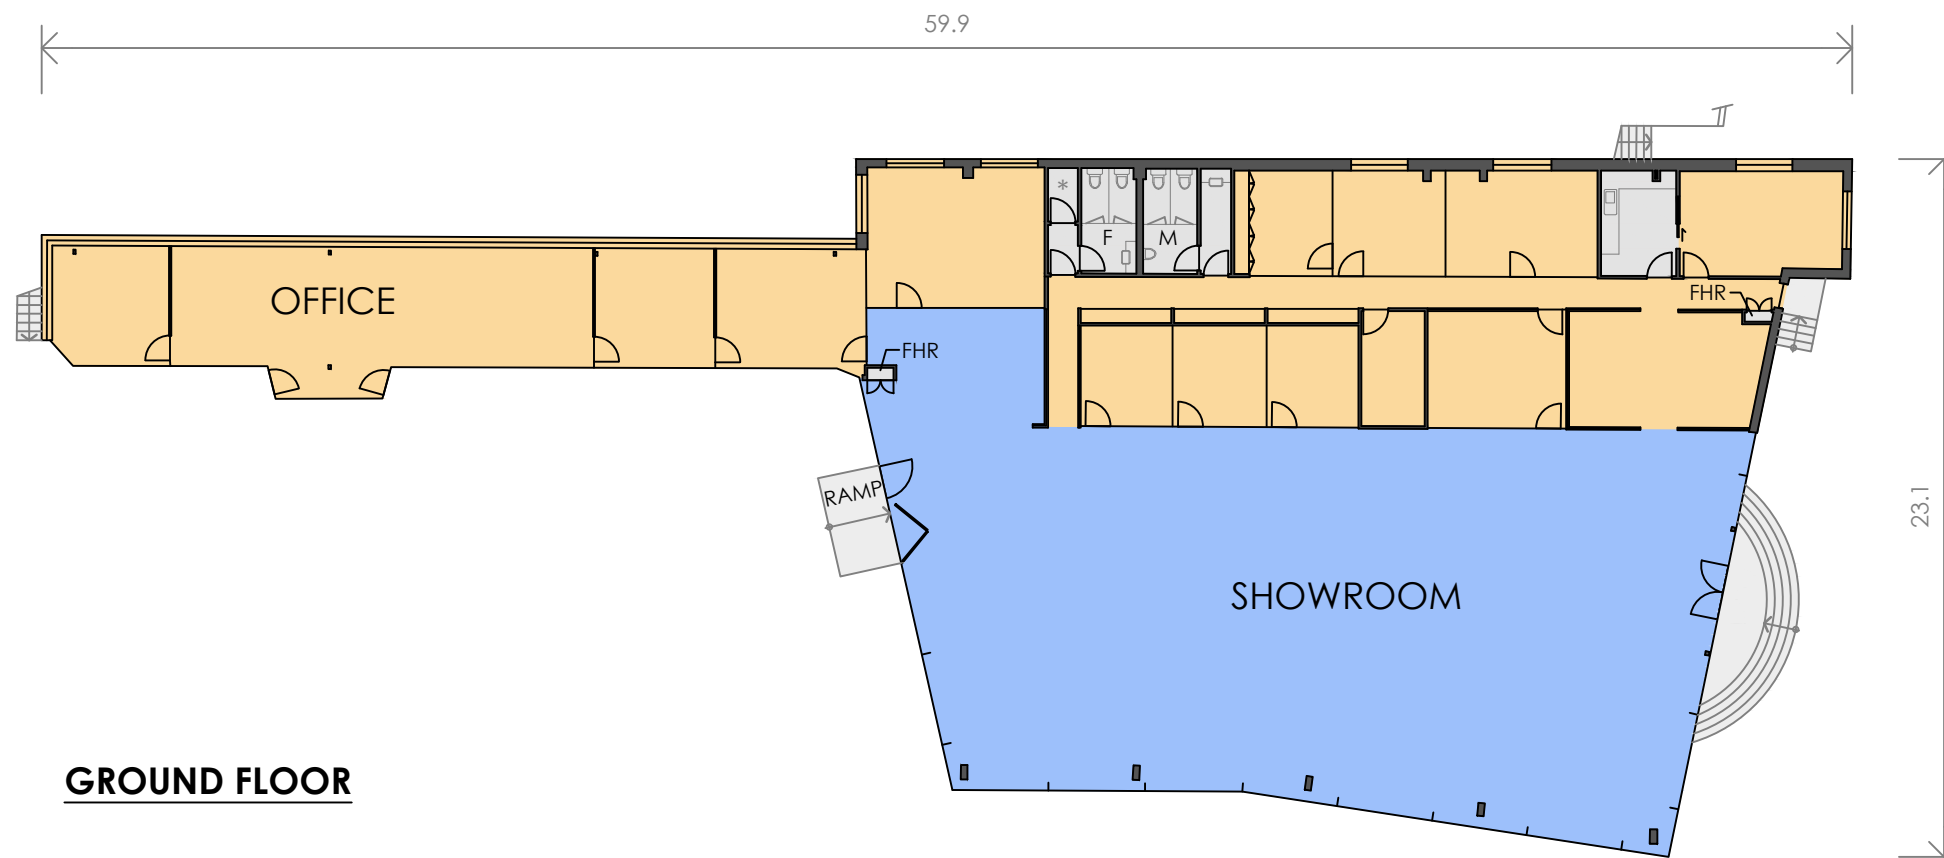 59.9
*
F
M
FHR
OFFICE
FHR
RAMP
23.1
SHOWROOM
GROUND FLOOR